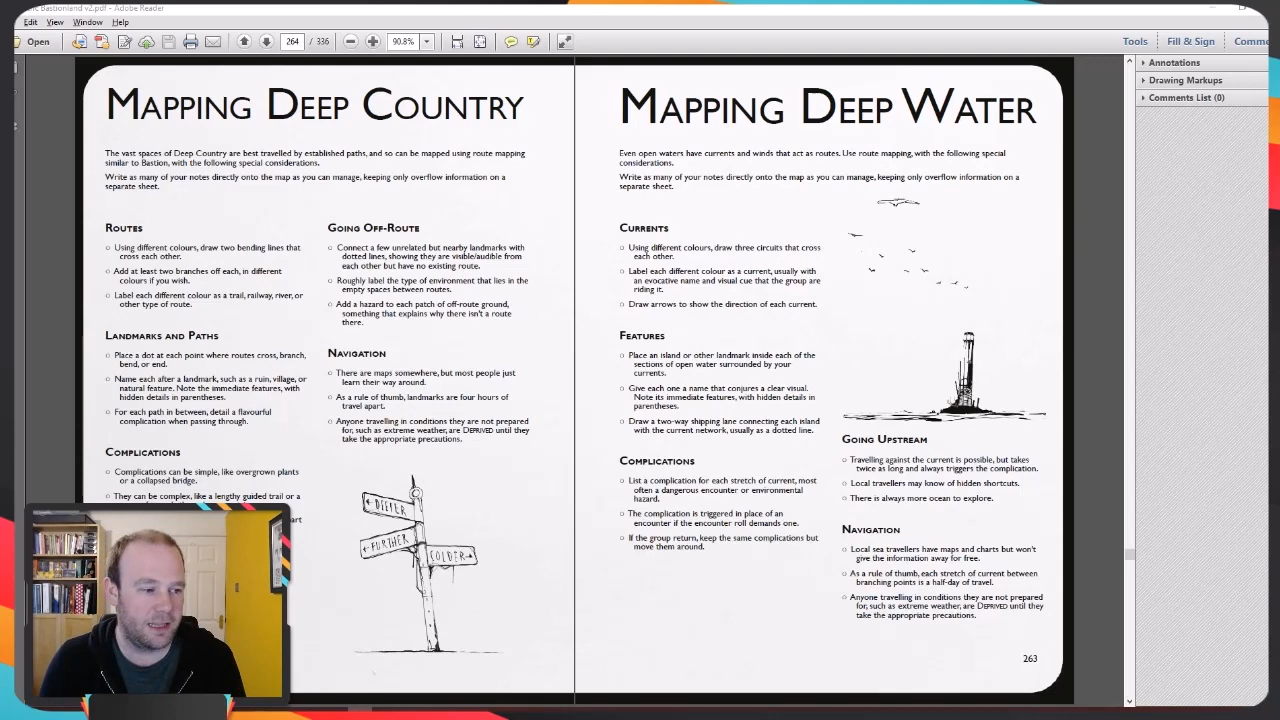 Bastionland v2.pdf - Adobe Reader
Edit View Window Help
Open 264 / 336 90.8% Tools Fill & Sign
Annotations
Drawing Markups
Comments List (0)
MAPPING DEEP COUNTRY
The vast spaces of Deep Country are best travelled by established paths, and so can be mapped using route mapping
similar to Bastion, with the following special considerations.
Write as many of your notes directly onto the map as you can manage, keeping only overflow information on a
separate sheet.
ROUTES
○ Using different colours, draw two bending lines that
cross each other.
○ Add at least two branches off each, in different
colours if you wish.
○ Label each different colour as a trail, railway, river, or
other type of route.
LANDMARKS AND PATHS
○ Place a dot at each point where routes cross, branch,
bend, or end.
○ Name each after a landmark, such as a ruin, village, or
natural feature. Note the immediate features, with
hidden details in parentheses.
○ For each path in between, detail a flavourful
complication when passing through.
COMPLICATIONS
○ Complications can be simple, like overgrown plants
or a collapsed bridge.
○ They can be complex, like a lengthy guided trail or a
GOING OFF-ROUTE
○ Connect a few unrelated but nearby landmarks with
dotted lines, showing they are visible/audible from
each other but have no existing route.
○ Roughly label the type of environment that lies in the
empty spaces between routes.
○ Add a hazard to each patch of off-route ground,
something that explains why there isn't a route
there.
NAVIGATION
○ There are maps somewhere, but most people just
learn their way around.
○ As a rule of thumb, landmarks are four hours of
travel apart.
○ Anyone travelling in conditions they are not prepared
for, such as extreme weather, are DEPRIVED until they
take the appropriate precautions.
DEEPER
FURTHER
COLDER
MAPPING DEEP WATER
Even open waters have currents and winds that act as routes. Use route mapping, with the following special
considerations.
Write as many of your notes directly onto the map as you can manage, keeping only overflow information on a
separate sheet.
CURRENTS
○ Using different colours, draw three circuits that cross
each other.
○ Label each different colour as a current, usually with
an evocative name and visual cue that the group are
riding it.
○ Draw arrows to show the direction of each current.
FEATURES
○ Place an island or other landmark inside each of the
sections of open water surrounded by your
currents.
○ Give each one a name that conjures a clear visual.
Note its immediate features, with hidden details in
parentheses.
○ Draw a two-way shipping lane connecting each island
with the current network, usually as a dotted line.
COMPLICATIONS
○ List a complication for each stretch of current, most
often a dangerous encounter or environmental
hazard.
○ The complication is triggered in place of an
encounter if the encounter roll demands one.
○ If the group return, keep the same complications but
move them around.
GOING UPSTREAM
○ Travelling against the current is possible, but takes
twice as long and always triggers the complication.
○ Local travellers may know of hidden shortcuts.
○ There is always more ocean to explore.
NAVIGATION
○ Local sea travellers have maps and charts but won't
give the information away for free.
○ As a rule of thumb, each stretch of current between
branching points is a half-day of travel.
○ Anyone travelling in conditions they are not prepared
for, such as extreme weather, are DEPRIVED until they
take the appropriate precautions.
263